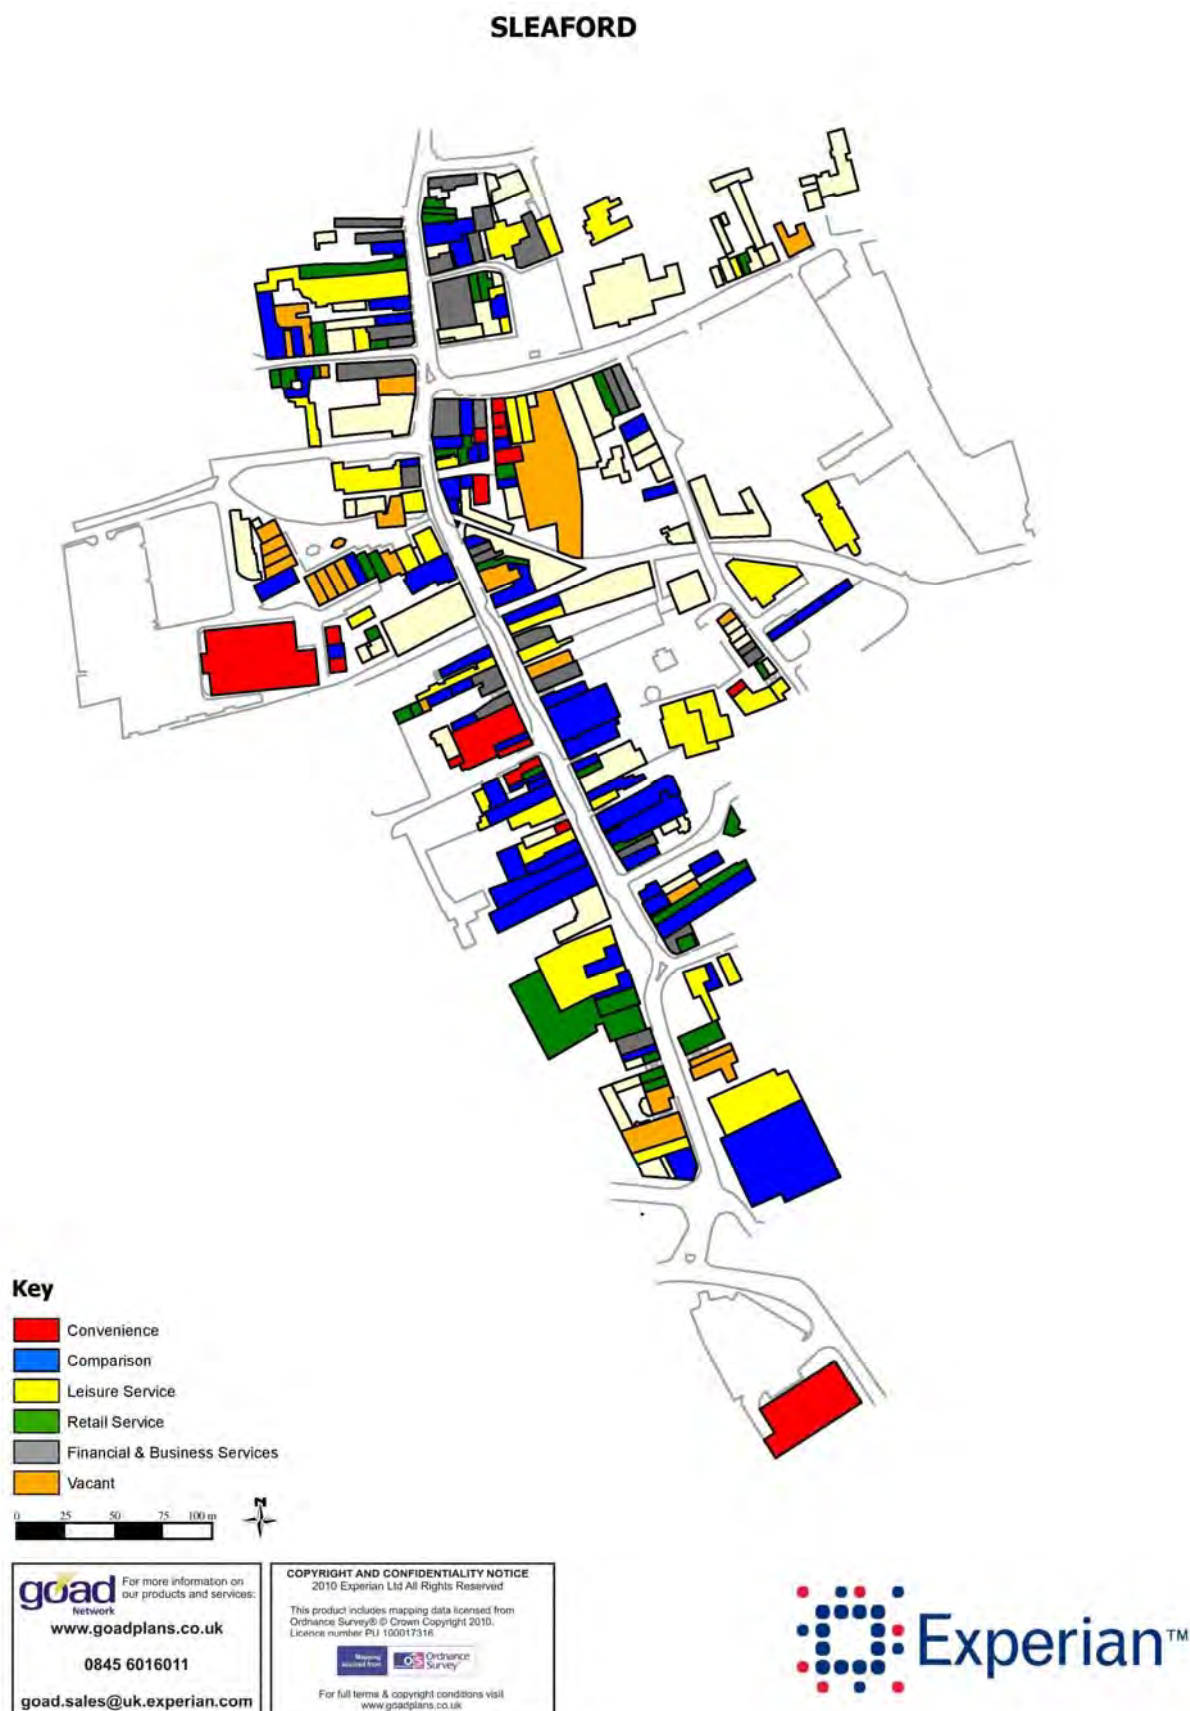 SLEAFORD
Key
Convenience
Comparison
Leisure Service
Retail Service
Financial & Business Services
Vacant
0 25 50 75 100 m
N
goad
Network
For more information on
our products and services:
www.goadplans.co.uk
0845 6016011
goad.sales@uk.experian.com
COPYRIGHT AND CONFIDENTIALITY NOTICE
2010 Experian Ltd All Rights Reserved
This product includes mapping data licensed from
Ordnance Survey® © Crown Copyright 2010.
Licence number PU 100017316
Mapping
sourced from
OS Ordnance
Survey
For full terms & copyright conditions visit
www.goadplans.co.uk
Experian™